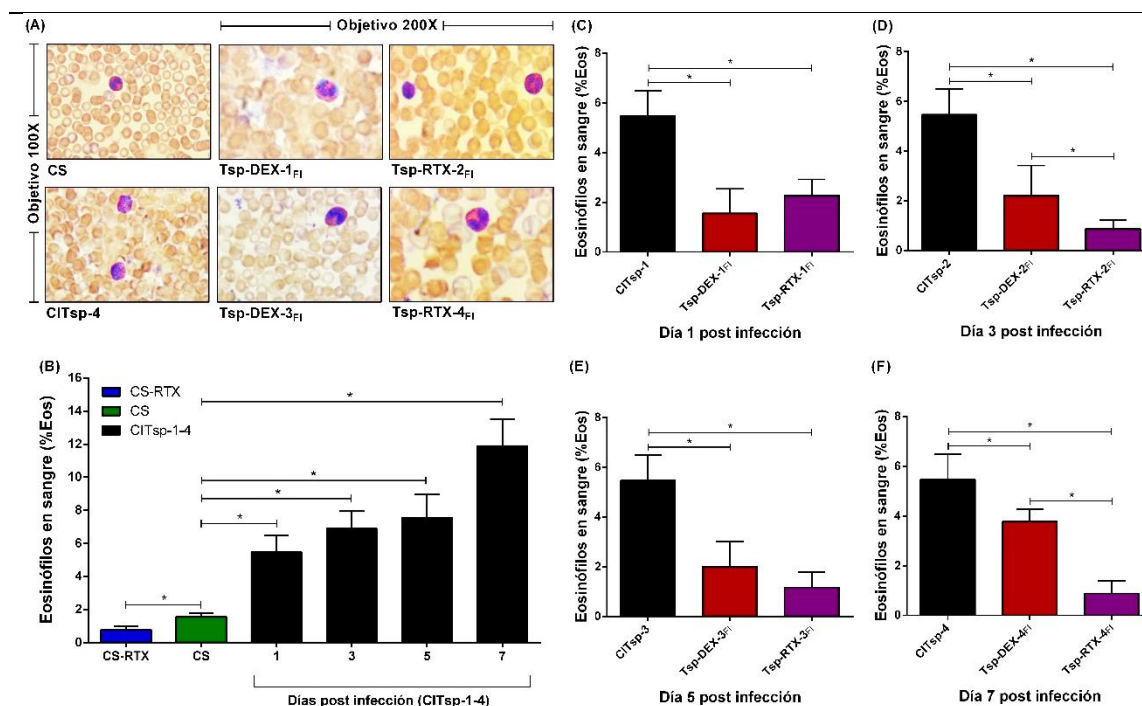 (A)
Objetivo 200X
Objetivo 100X
CS
Tsp-DEX-1FI
Tsp-RTX-2FI
CITsp-4
Tsp-DEX-3FI
Tsp-RTX-4FI
(B)
Eosinófilos en sangre (%Eos)
16
14
12
10
8
6
4
2
0
CS-RTX
CS
CITsp-1-4
*
*
*
*
*
CS-RTX
CS
1
3
5
7
Días post infección (CITsp-1-4)
(C)
Eosinófilos en sangre (%Eos)
8
6
4
2
0
*
*
CITsp-1
Tsp-DEX-1FI
Tsp-RTX-1FI
Día 1 post infección
(D)
Eosinófilos en sangre (%Eos)
8
6
4
2
0
*
*
*
CITsp-2
Tsp-DEX-2FI
Tsp-RTX-2FI
Día 3 post infección
(E)
Eosinófilos en sangre (%Eos)
8
6
4
2
0
*
*
CITsp-3
Tsp-DEX-3FI
Tsp-RTX-3FI
Día 5 post infección
(F)
Eosinófilos en sangre (%Eos)
8
6
4
2
0
*
*
*
CITsp-4
Tsp-DEX-4FI
Tsp-RTX-4FI
Día 7 post infección